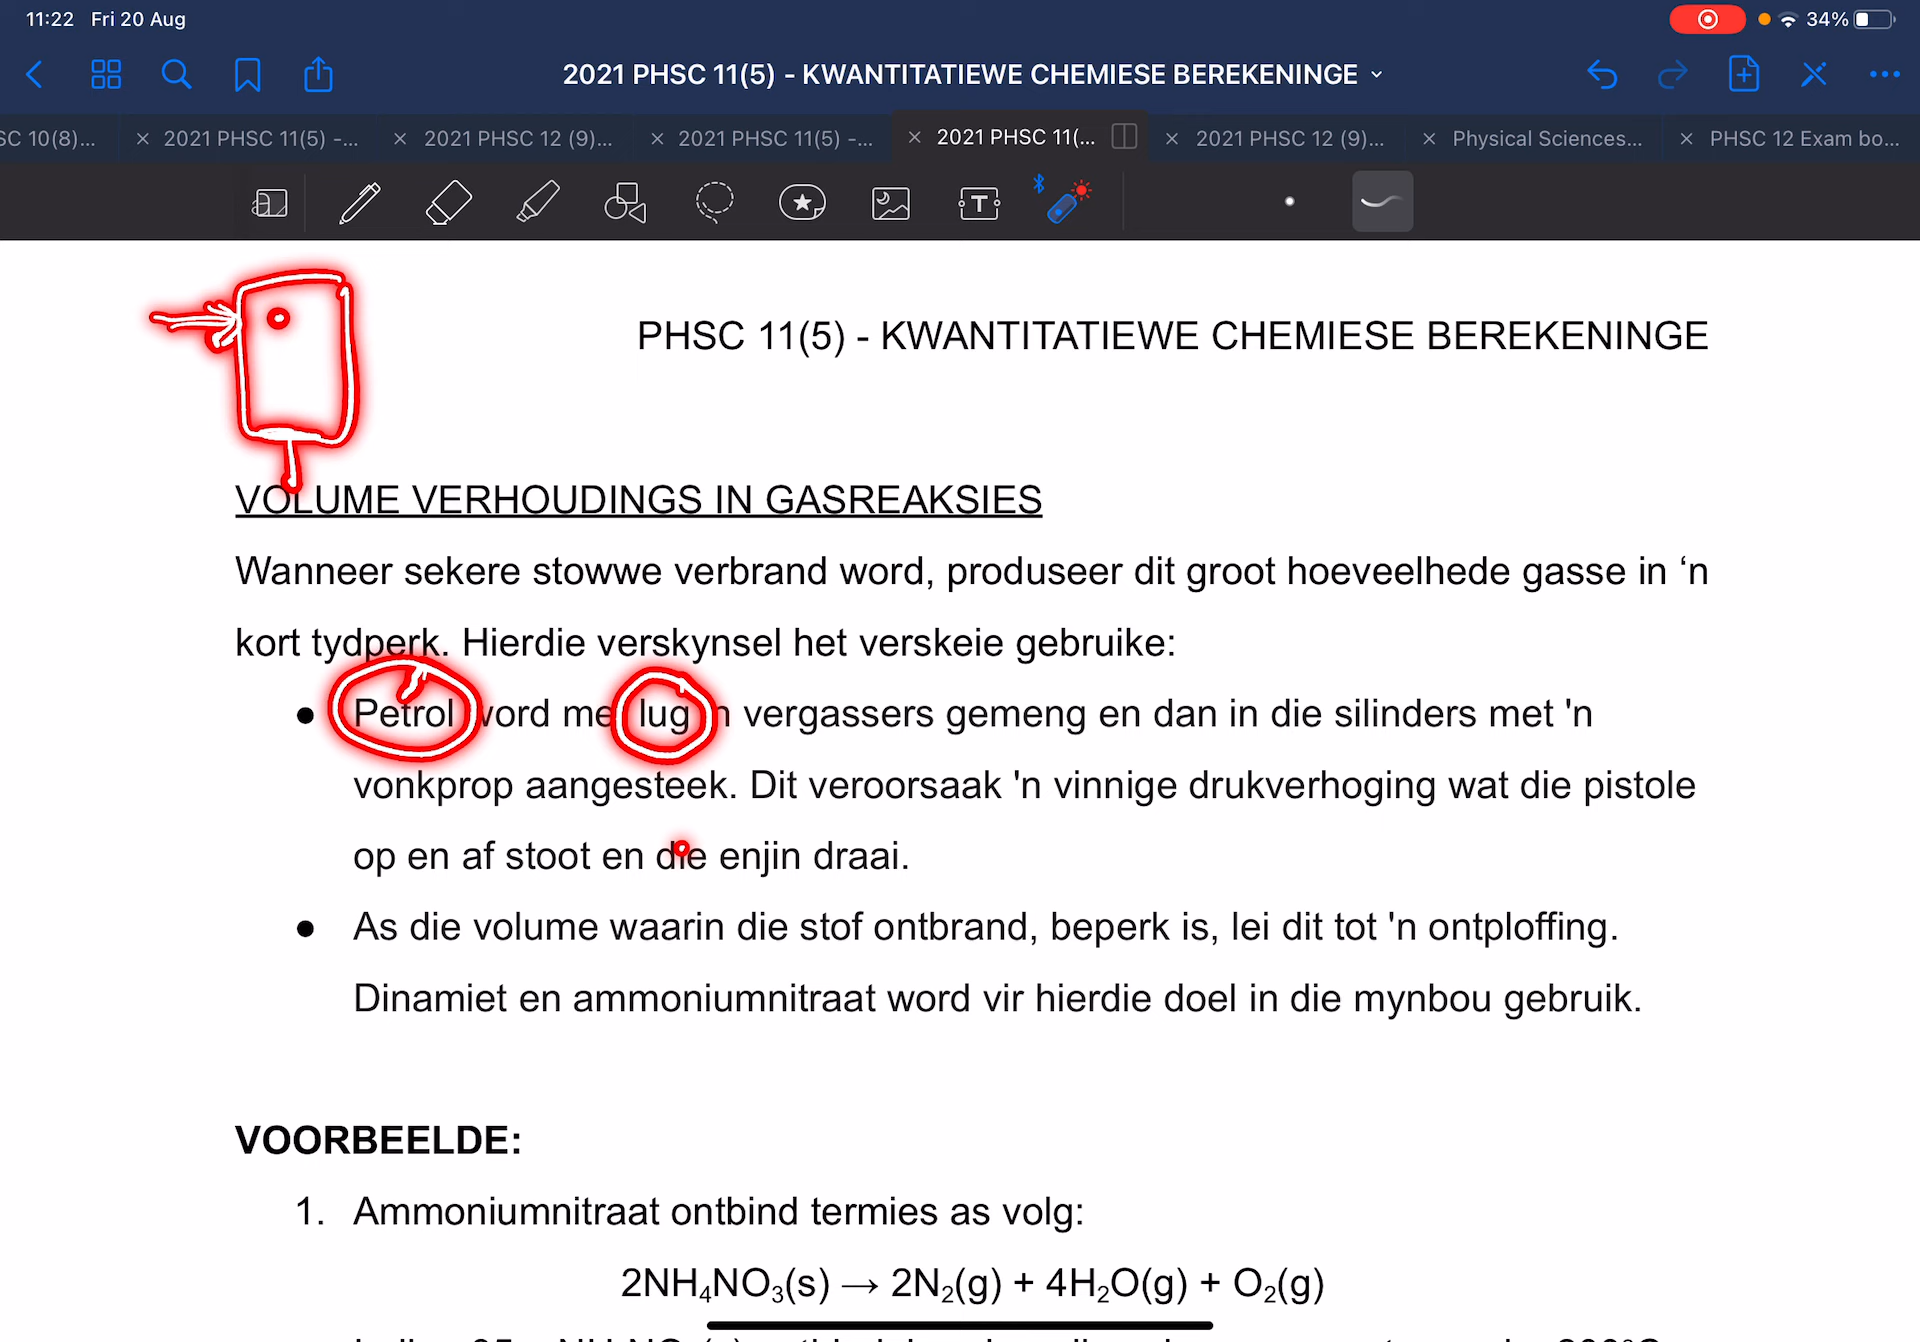 11:22 Fri 20 Aug
34%
2021 PHSC 11(5) - KWANTITATIEWE CHEMIESE BEREKENINGE
SC 10(8)... 2021 PHSC 11(5) -... 2021 PHSC 12 (9)... 2021 PHSC 11(5) -... 2021 PHSC 11(... 2021 PHSC 12 (9)... Physical Sciences... PHSC 12 Exam bo...
PHSC 11(5) - KWANTITATIEWE CHEMIESE BEREKENINGE
VOLUME VERHOUDINGS IN GASREAKSIES
Wanneer sekere stowwe verbrand word, produseer dit groot hoeveelhede gasse in ‘n
kort tydperk. Hierdie verskynsel het verskeie gebruike:
● Petrol word me lug n vergassers gemeng en dan in die silinders met 'n
vonkprop aangesteek. Dit veroorsaak 'n vinnige drukverhoging wat die pistole
op en af stoot en die enjin draai.
● As die volume waarin die stof ontbrand, beperk is, lei dit tot 'n ontploffing.
Dinamiet en ammoniumnitraat word vir hierdie doel in die mynbou gebruik.
VOORBEELDE:
1. Ammoniumnitraat ontbind termies as volg:
2NH₄NO₃(s) → 2N₂(g) + 4H₂O(g) + O₂(g)